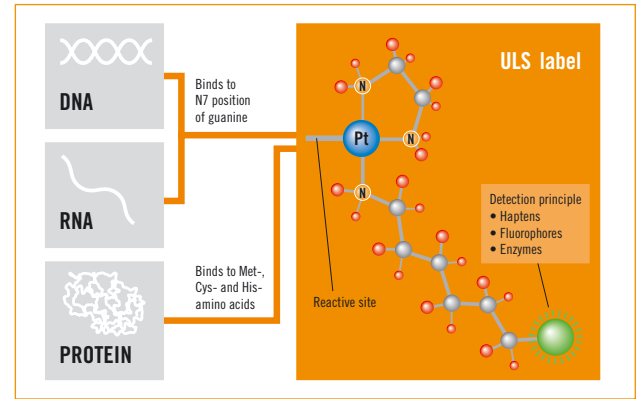 DNA
RNA
PROTEIN
Binds to
N7 position
of guanine
Binds to Met-,
Cys- and His-
amino acids
ULS label
N
N
Pt
N
Reactive site
Detection principle
• Haptens
• Fluorophores
• Enzymes